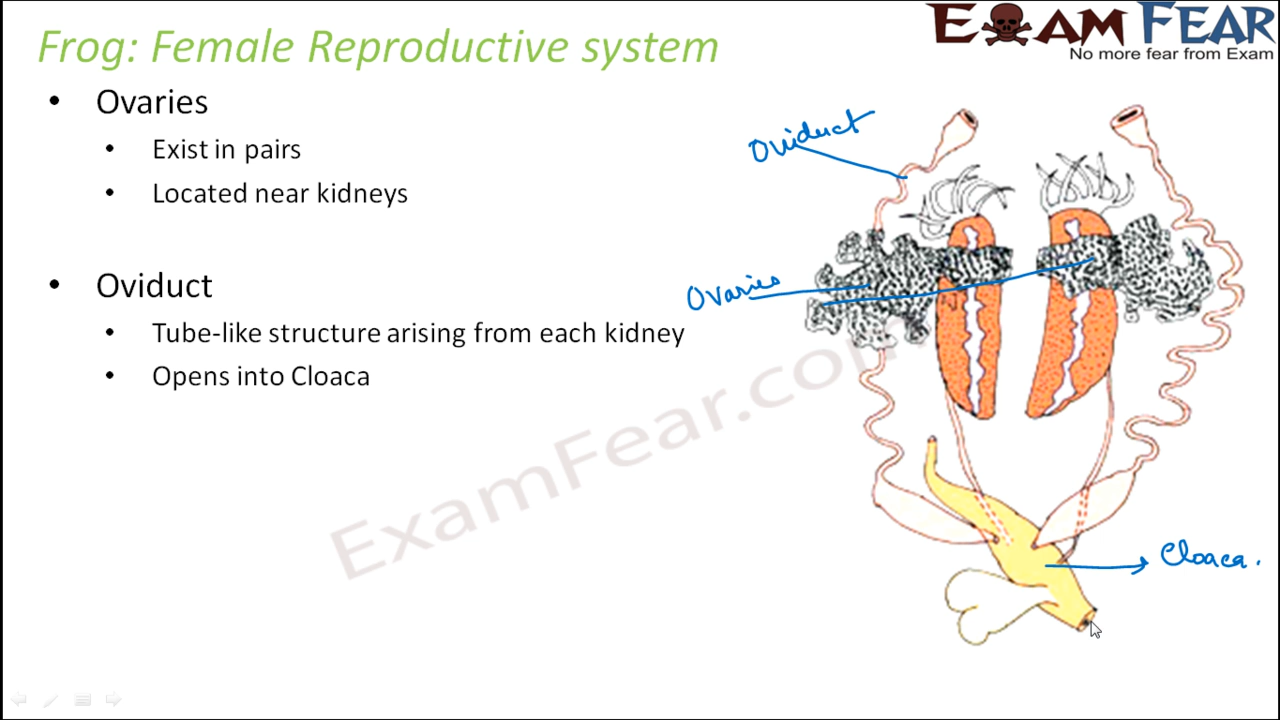 Frog: Female Reproductive system
EXAM FEAR
No more fear from Exam
• Ovaries
• Exist in pairs
• Located near kidneys
• Oviduct
• Tube-like structure arising from each kidney
• Opens into Cloaca
Oviduct
Ovaries
Cloaca.
ExamFear.com